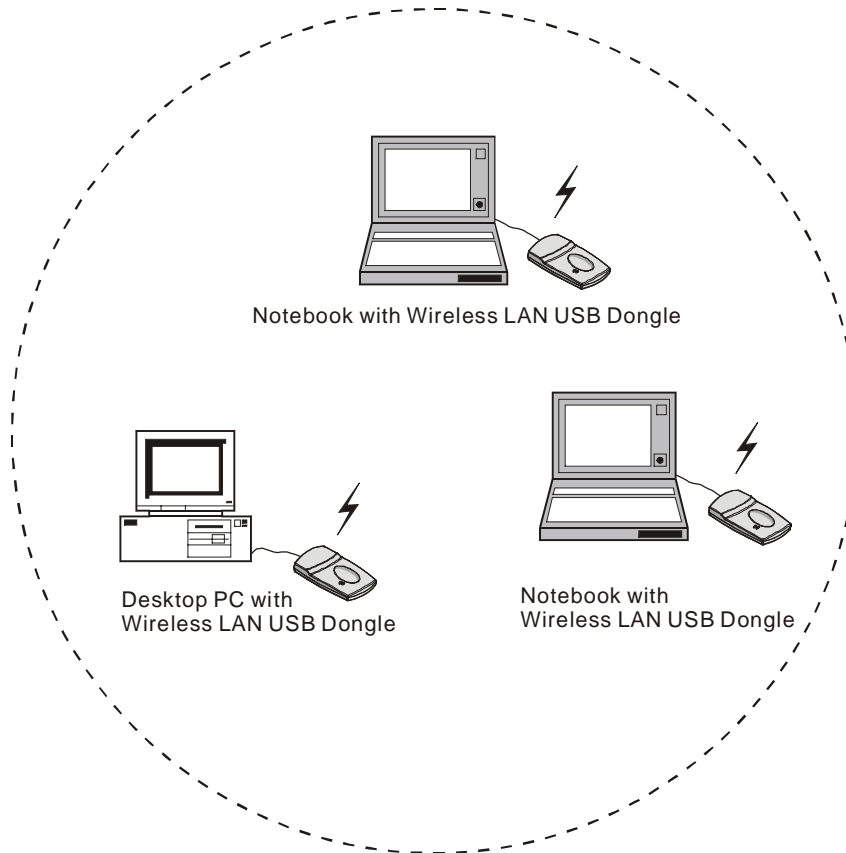 Notebook with Wireless LAN USB Dongle
Desktop PC with
Wireless LAN USB Dongle
Notebook with
Wireless LAN USB Dongle